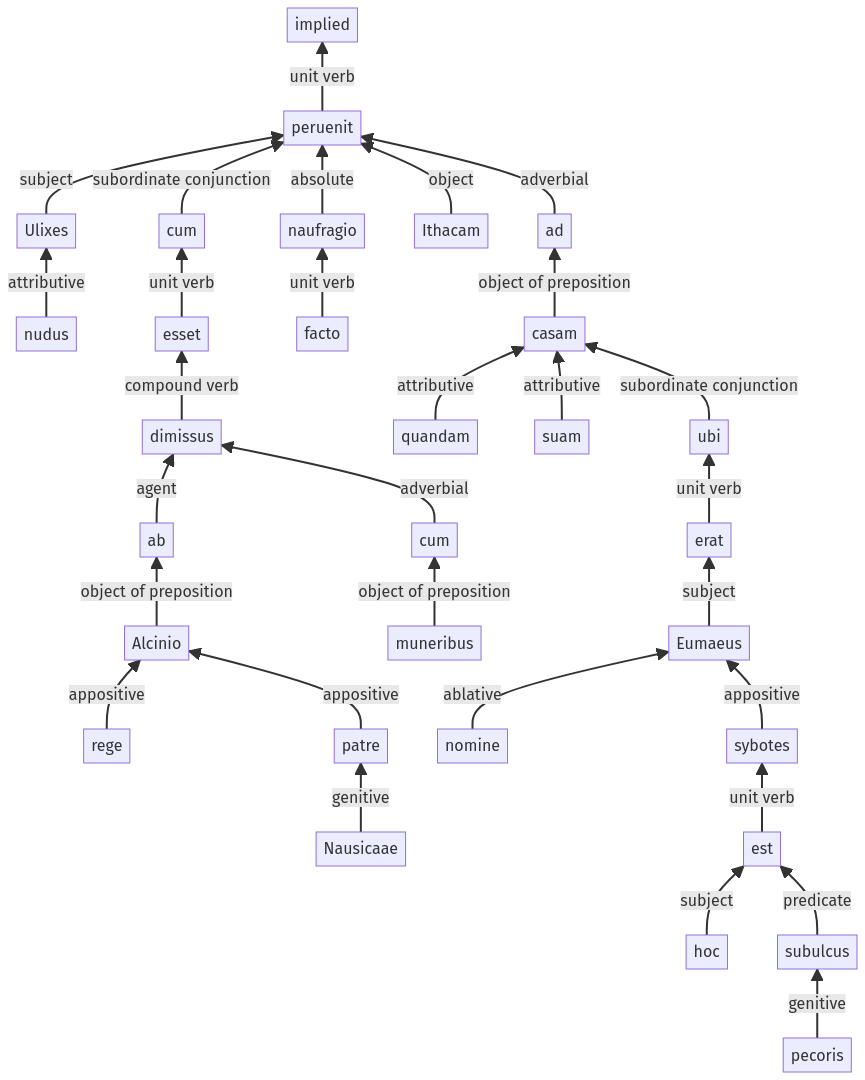 implied
unit verb
peruenit
subject subordinate conjunction absolute object adverbial
Ulixes cum naufragio Ithacam ad
attributive unit verb unit verb object of preposition
nudus esset facto casam
compound verb attributive attributive subordinate conjunction
dimissus quandam suam ubi
agent adverbial unit verb
ab cum erat
object of preposition object of preposition subject
Alcinio muneribus Eumaeus
appositive appositive ablative appositive
rege patre nomine sybotes
genitive unit verb
Nausicaae est
subject predicate
hoc subulcus
genitive
pecoris